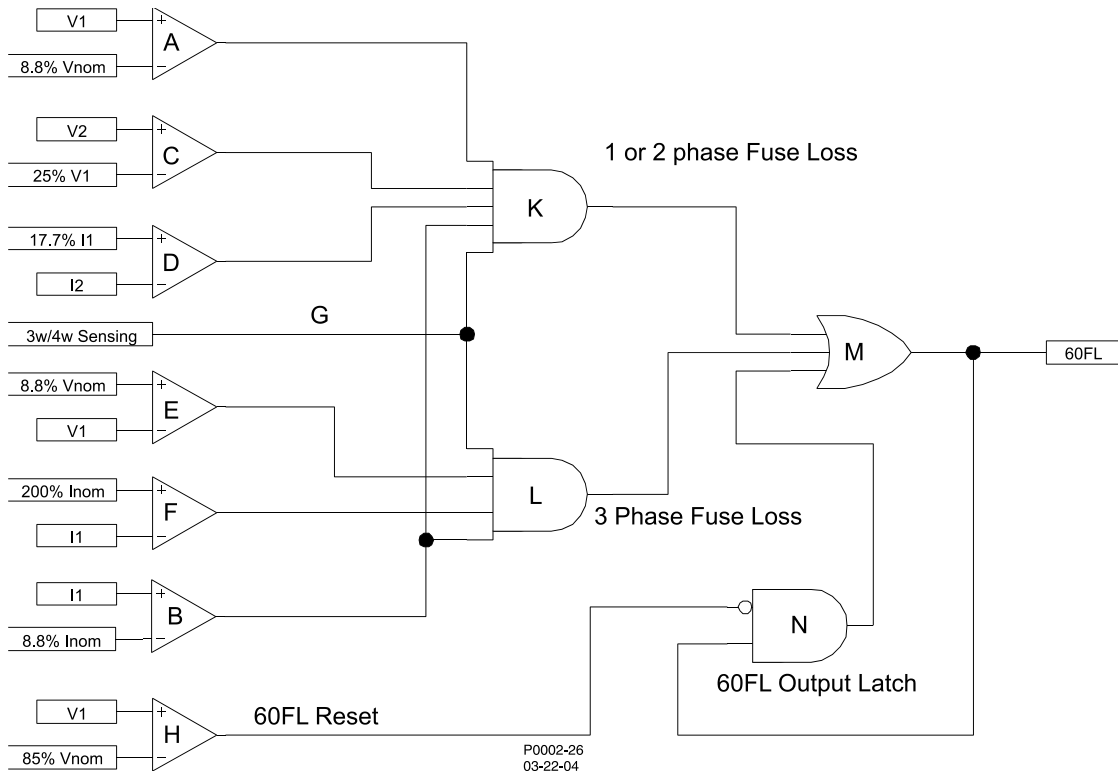 V1
+
A
8.8% Vnom
−
V2
+
C
25% V1
−
1 or 2 phase Fuse Loss
K
17.7% I1
+
D
I2
−
G
3w/4w Sensing
M
60FL
8.8% Vnom
+
E
V1
−
200% Inom
+
F
I1
−
L
3 Phase Fuse Loss
I1
+
B
8.8% Inom
−
N
60FL Output Latch
V1
+
H
85% Vnom
−
60FL Reset
P0002-26
03-22-04